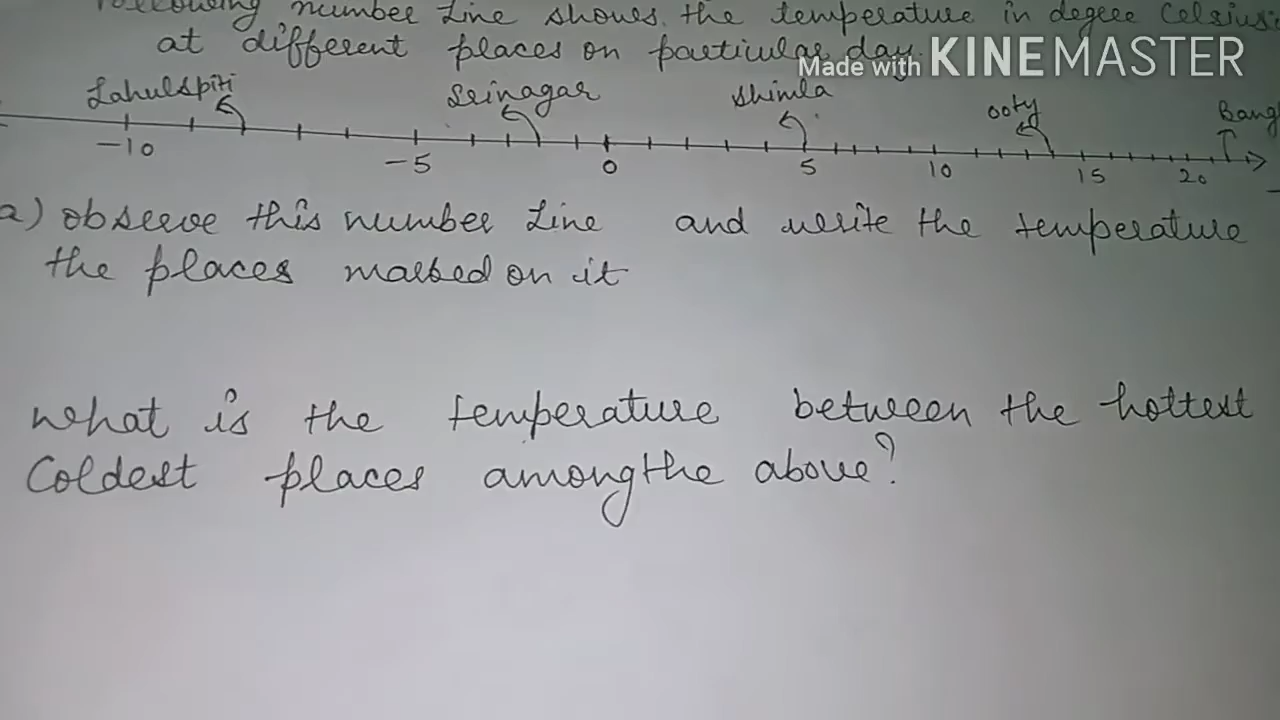 Following number Line shows the temperature in degree Celsius
at different places on particular day.
Made with KINEMASTER
Lahulspiti Srinagar Shimla ooty Bang
-10 -5 0 5 10 15 20
a) observe this number Line and write the temperature
the places marked on it
What is the temperature between the hottest
Coldest places among the above?